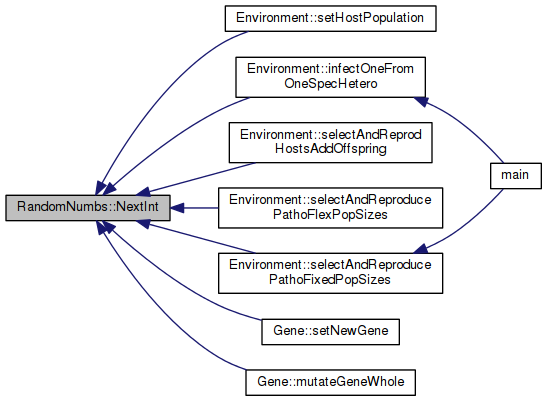 Environment::setHostPopulation
Environment::infectOneFrom
OneSpecHetero
Environment::selectAndReprod
HostsAddOffspring
main
RandomNumbs::NextInt
Environment::selectAndReproduce
PathoFlexPopSizes
Environment::selectAndReproduce
PathoFixedPopSizes
Gene::setNewGene
Gene::mutateGeneWhole